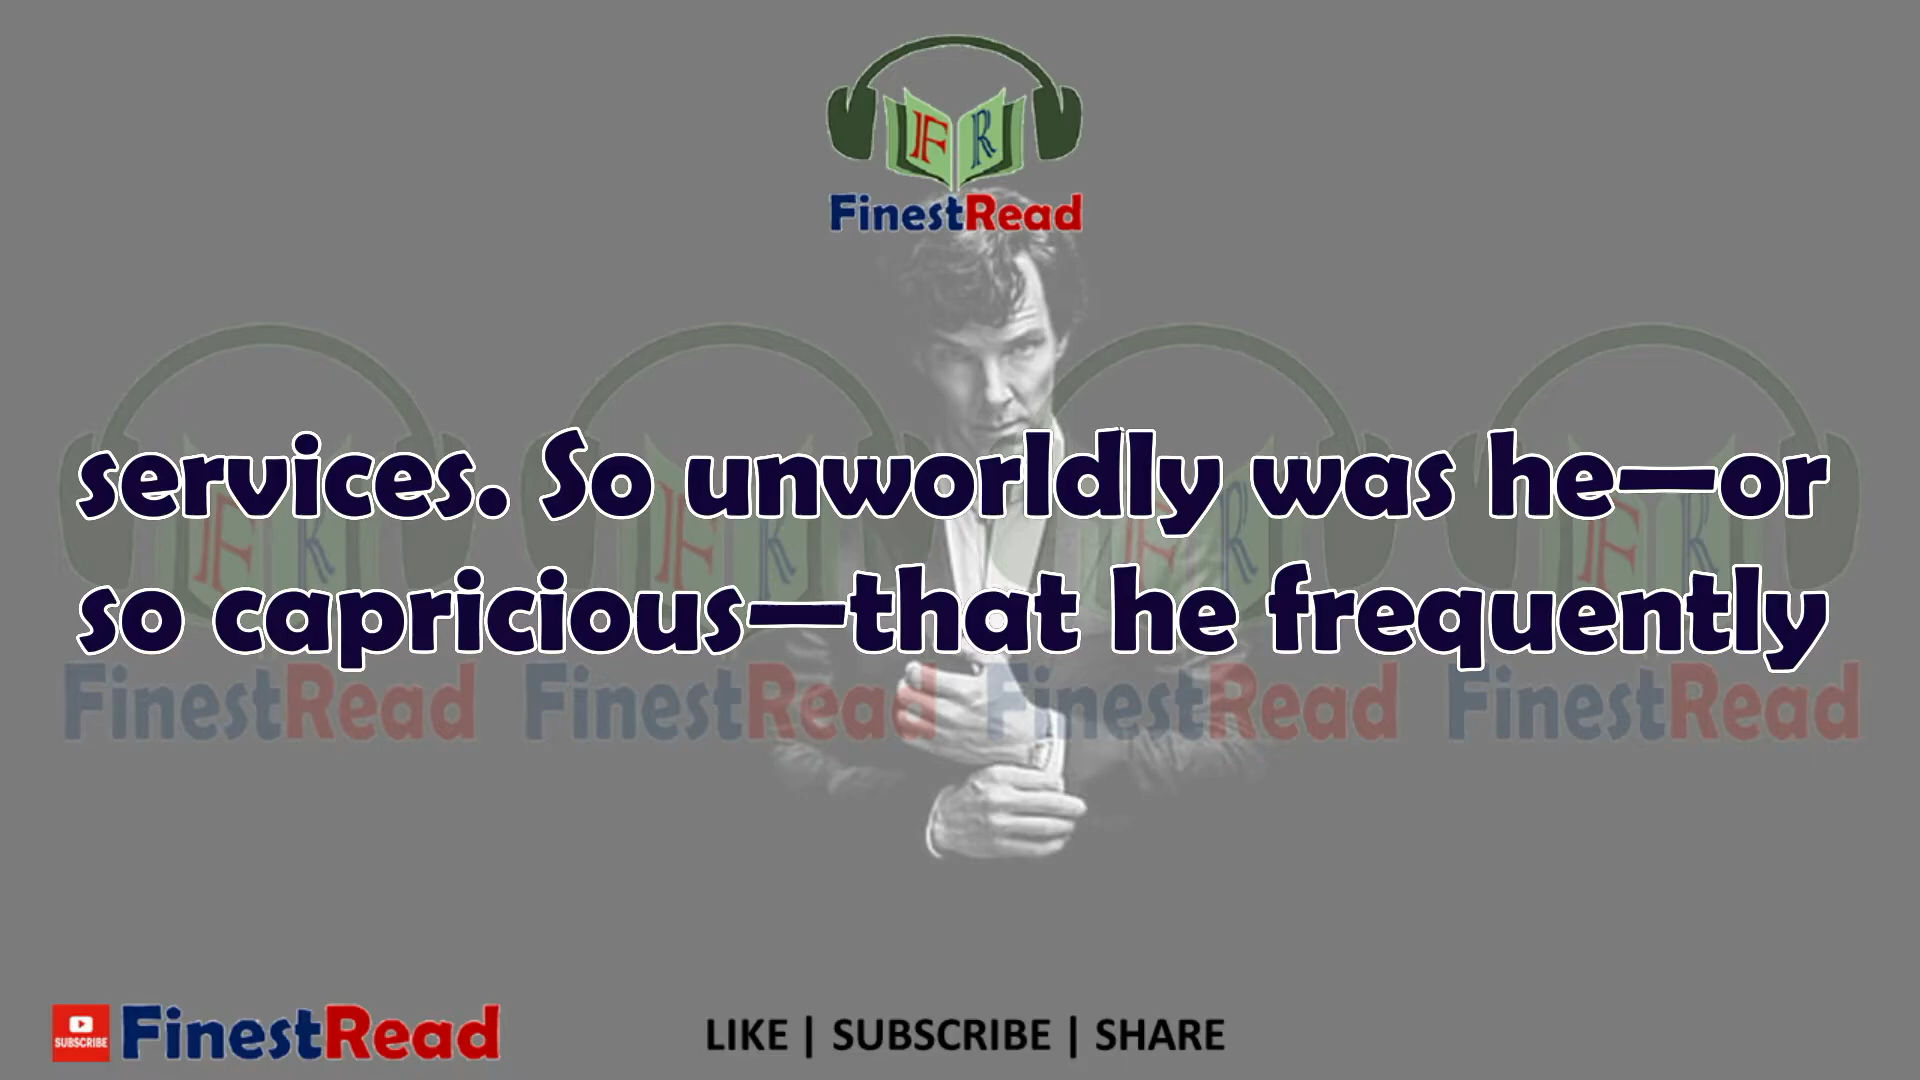 F R
FinestRead
services. So unworldly was he—or
so capricious—that he frequently
F R F R F R F R
FinestRead FinestRead FinestRead FinestRead
SUBSCRIBE FinestRead LIKE | SUBSCRIBE | SHARE